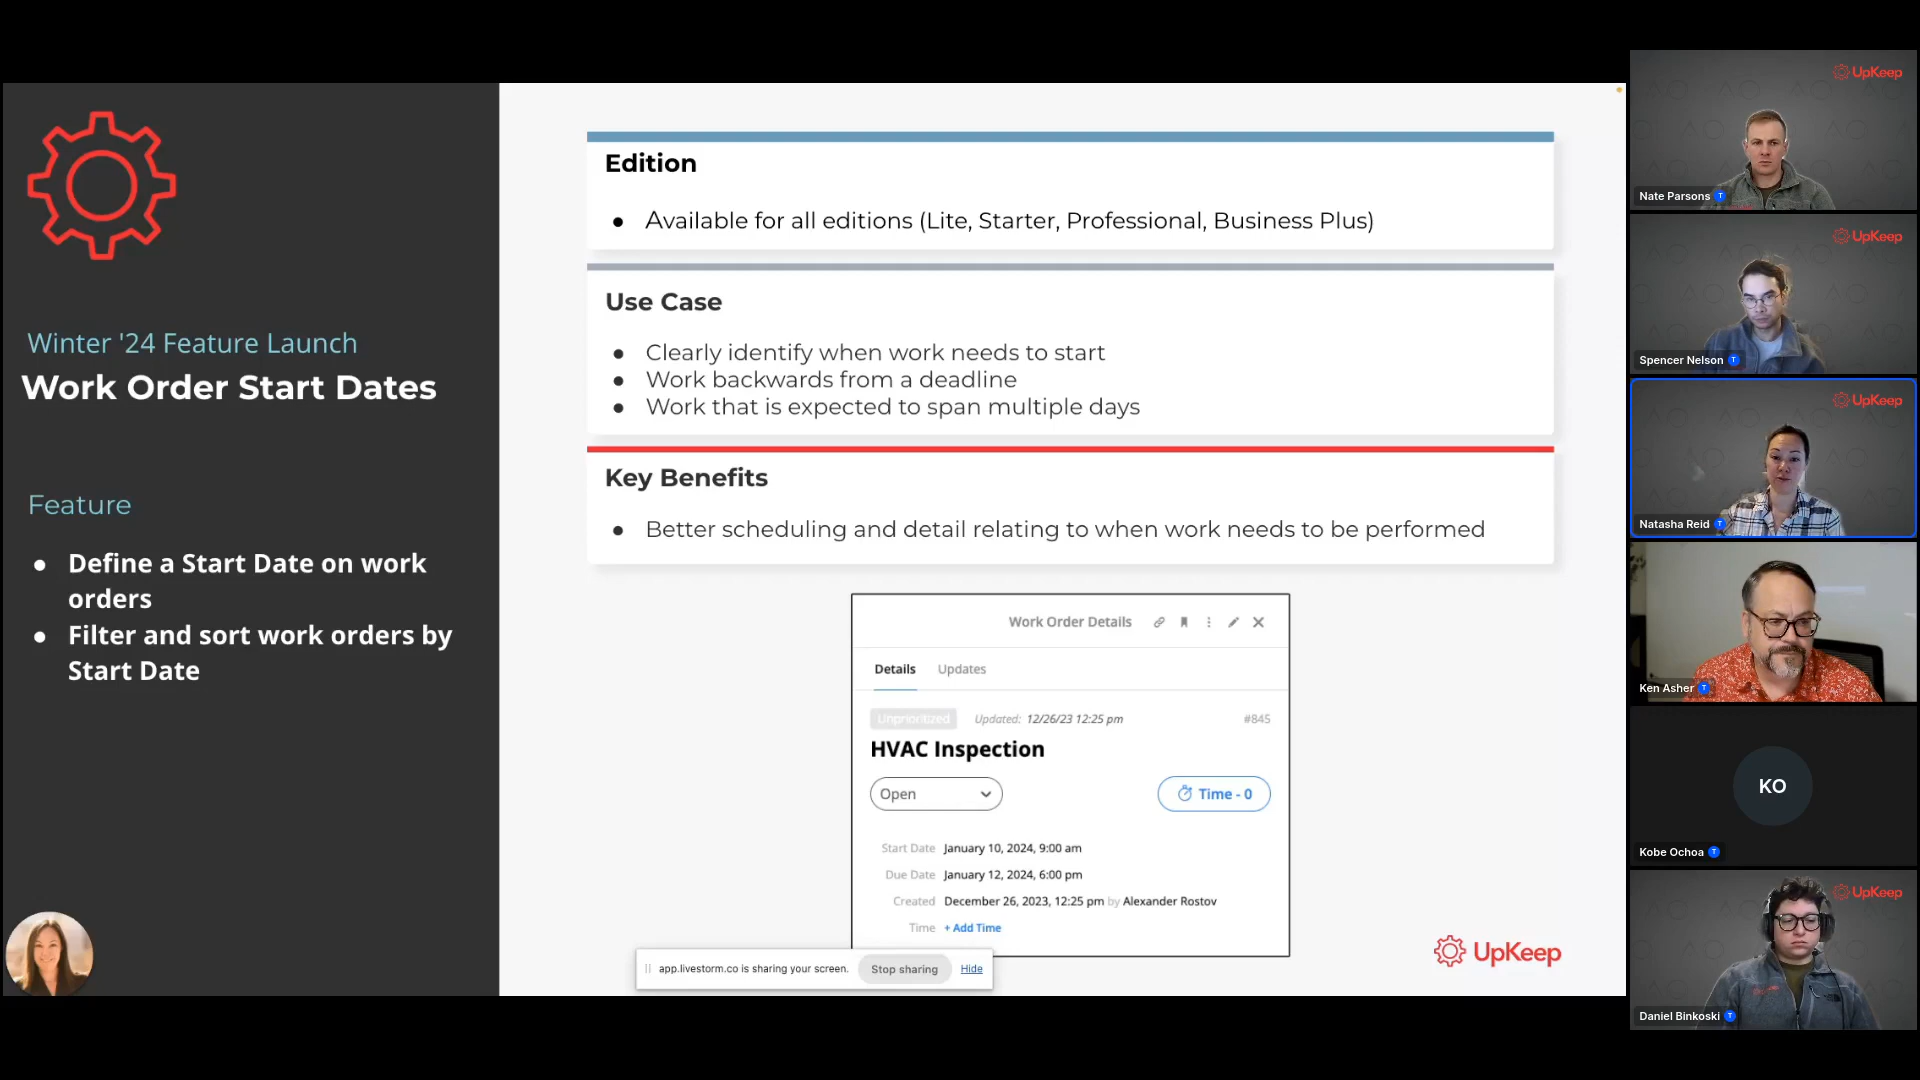 Winter '24 Feature Launch
Work Order Start Dates
Feature
● Define a Start Date on work
orders
● Filter and sort work orders by
Start Date
Edition
● Available for all editions (Lite, Starter, Professional, Business Plus)
Use Case
● Clearly identify when work needs to start
● Work backwards from a deadline
● Work that is expected to span multiple days
Key Benefits
● Better scheduling and detail relating to when work needs to be performed
Work Order Details
Details Updates
Unprioritized Updated: 12/26/23 12:25 pm #845
HVAC Inspection
Open Time - 0
Start Date January 10, 2024, 9:00 am
Due Date January 12, 2024, 6:00 pm
Created December 26, 2023, 12:25 pm by Alexander Rostov
Time + Add Time
app.livestorm.co is sharing your screen. Stop sharing Hide
UpKeep
UpKeep
Nate Parsons T
UpKeep
Spencer Nelson T
UpKeep
Natasha Reid T
Ken Asher T
KO
Kobe Ochoa T
UpKeep
Daniel Binkoski T